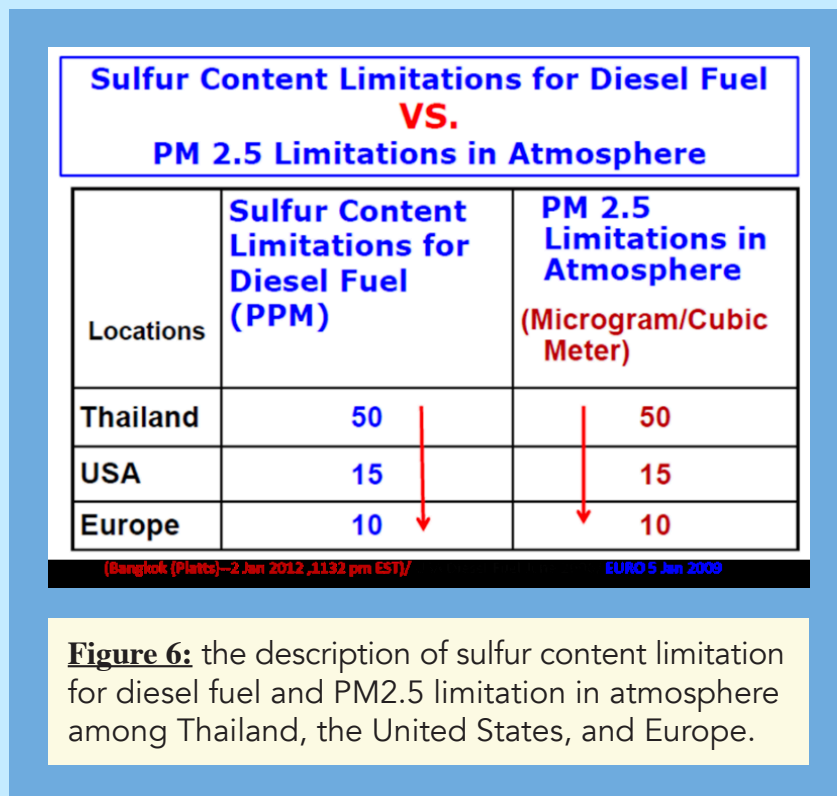 Sulfur Content Limitations for Diesel Fuel
VS.
PM 2.5 Limitations in Atmosphere
Locations
Sulfur Content
Limitations for
Diesel Fuel
(PPM)
PM 2.5
Limitations in
Atmosphere
(Microgram/Cubic
Meter)
Thailand 50 50
USA 15 15
Europe 10 10
(Bangkok (Platts)--2 Jan 2012 ,1132 pm EST)/ EURO 5 Jan 2009
Figure 6: the description of sulfur content limitation
for diesel fuel and PM2.5 limitation in atmosphere
among Thailand, the United States, and Europe.